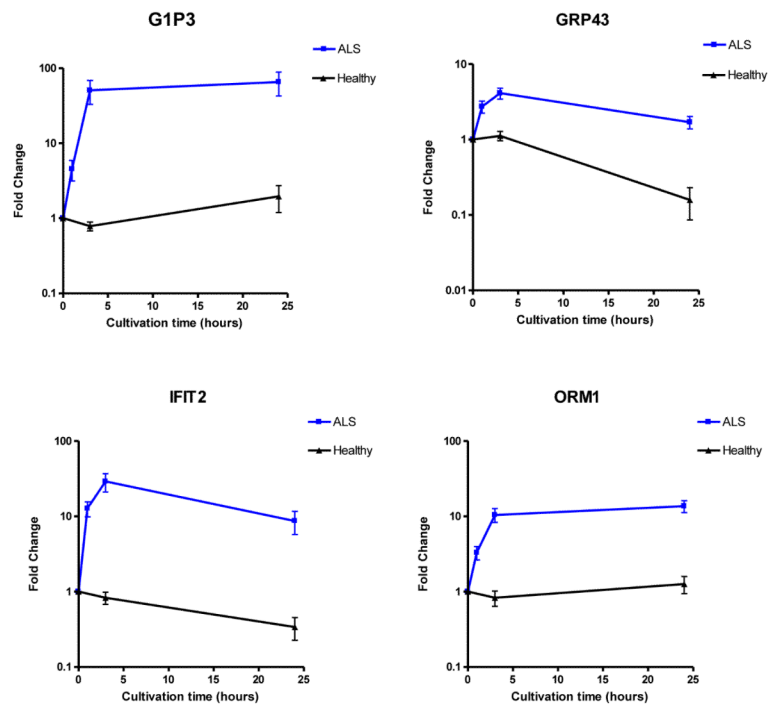 G1P3
ALS
Healthy
100
10
1
0.1
Fold Change
0
5
10
15
20
25
Cultivation time (hours)
GRP43
ALS
Healthy
10
1
0.1
0.01
Fold Change
0
5
10
15
20
25
Cultivation time (hours)
IFIT2
ALS
Healthy
100
10
1
0.1
Fold Change
0
5
10
15
20
25
Cultivation time (hours)
ORM1
ALS
Healthy
100
10
1
0.1
Fold Change
0
5
10
15
20
25
Cultivation time (hours)